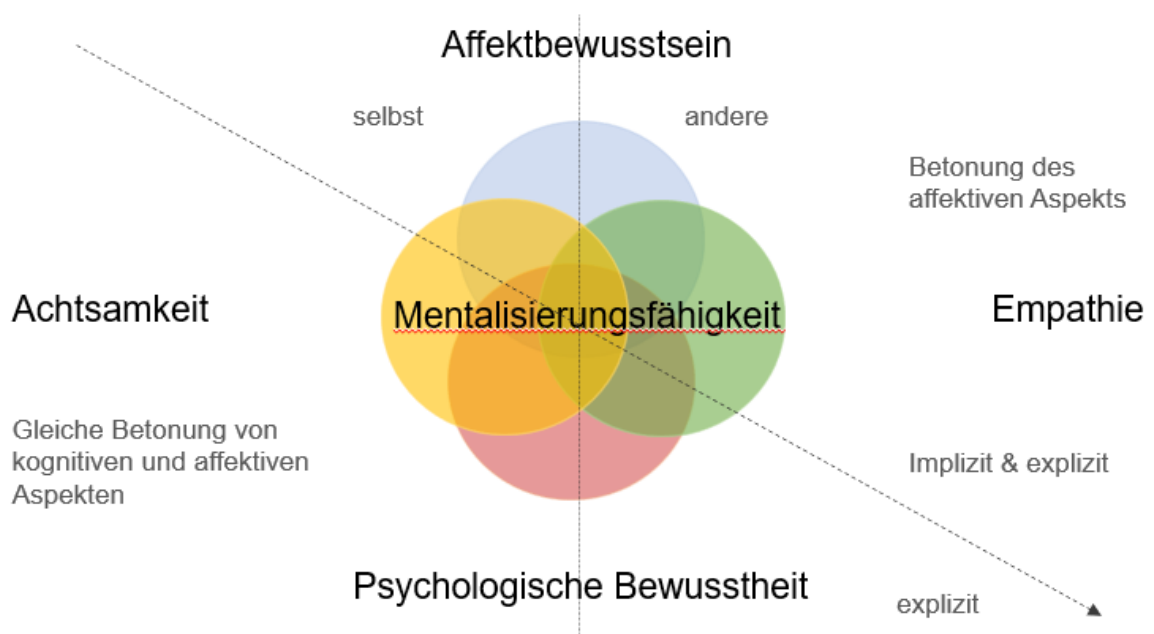 Affektbewusstsein
selbst
andere
Betonung des
affektiven Aspekts
Achtsamkeit
Mentalisierungsfähigkeit
Empathie
Gleiche Betonung von
kognitiven und affektiven
Aspekten
Implizit & explizit
Psychologische Bewusstheit
explizit